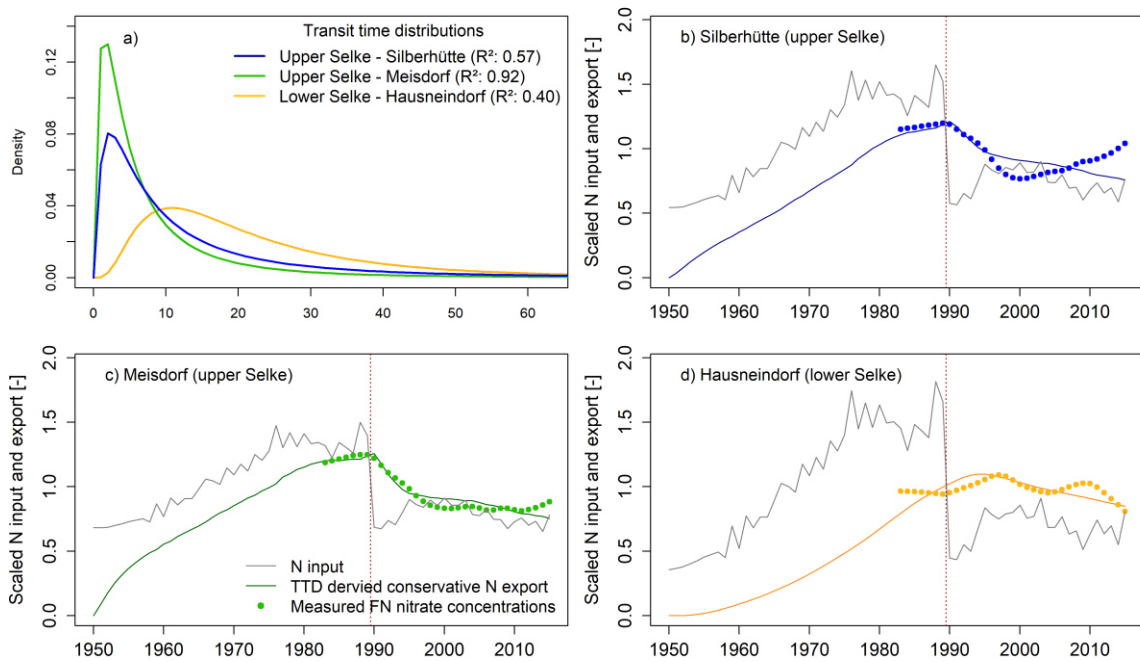 Transit time distributions
a)
Upper Selke - Silberhütte (R²: 0.57)
Upper Selke - Meisdorf (R²: 0.92)
Lower Selke - Hausneindorf (R²: 0.40)
Density
0.00 0.04 0.08 0.12
0 10 20 30 40 50 60
b) Silberhütte (upper Selke)
Scaled N input and export [-]
0.0 0.5 1.0 1.5 2.0
1950 1960 1970 1980 1990 2000 2010
c) Meisdorf (upper Selke)
Scaled N input and export [-]
0.0 0.5 1.0 1.5 2.0
N input
TTD dervied conservative N export
Measured FN nitrate concentrations
1950 1960 1970 1980 1990 2000 2010
d) Hausneindorf (lower Selke)
Scaled N input and export [-]
0.0 0.5 1.0 1.5 2.0
1950 1960 1970 1980 1990 2000 2010